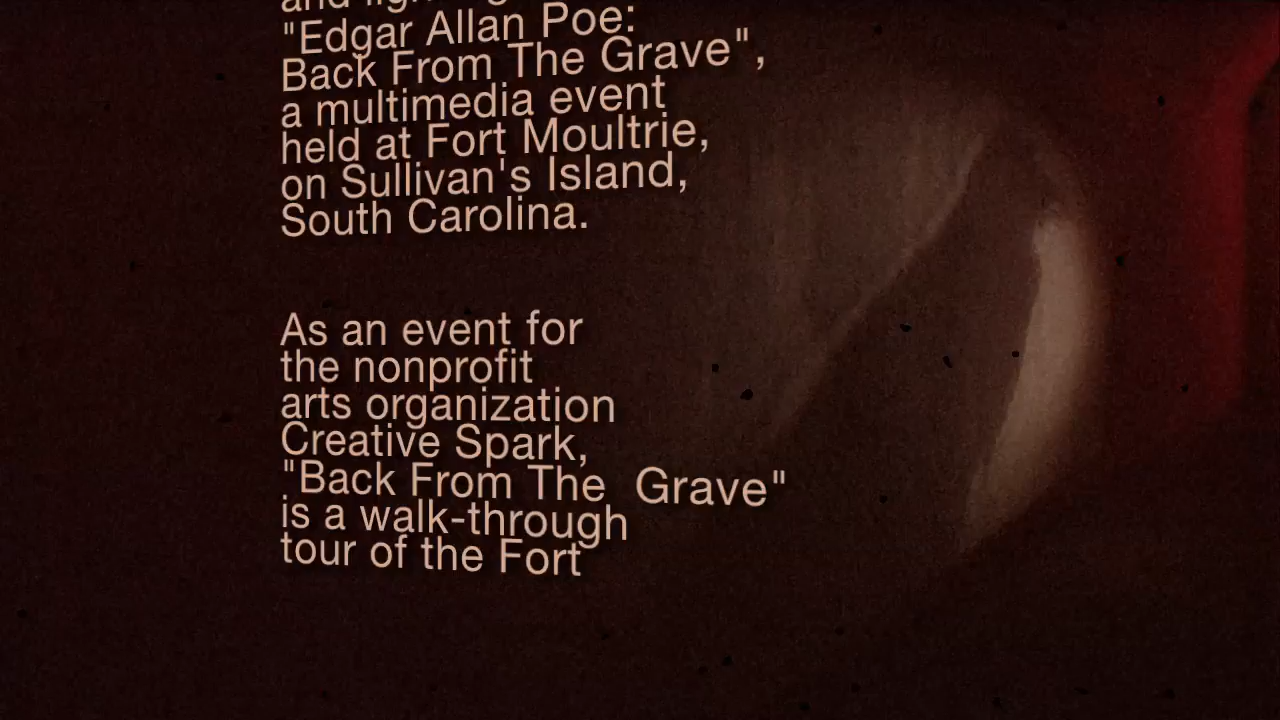 and
"Edgar Allan Poe:
Back From The Grave",
a multimedia event
held at Fort Moultrie,
on Sullivan's Island,
South Carolina.
As an event for
the nonprofit
arts organization
Creative Spark,
"Back From The Grave"
is a walk-through
tour of the Fort